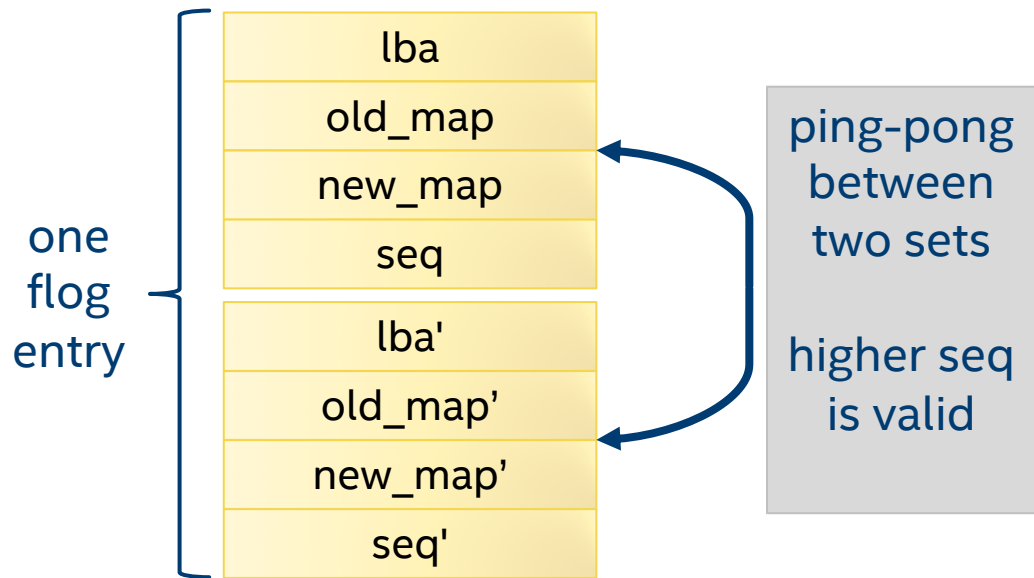 one
flog
entry
lba
old_map
new_map
seq
lba'
old_map’
new_map’
seq'
ping-pong
between
two sets
higher seq
is valid